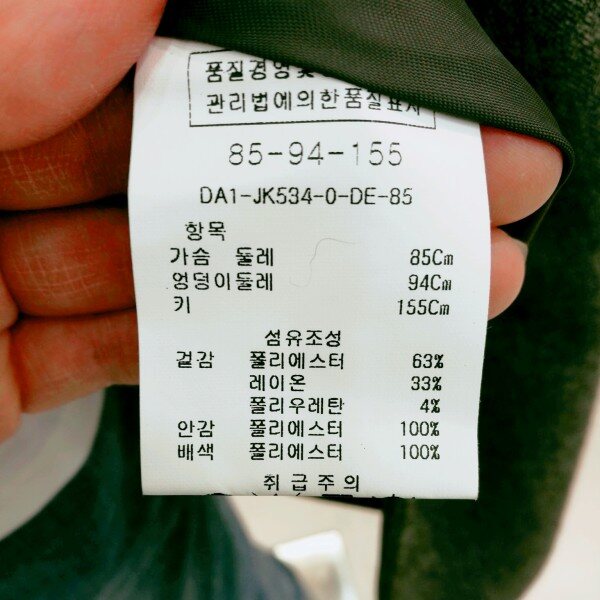 품질경영및
관리법에의한품질표시
85-94-155
DA1-JK534-0-DE-85
항목
가슴 둘레 85Cm
엉덩이둘레 94Cm
키 155Cm
섬유조성
겉감 폴리에스터 63%
레이온 33%
폴리우레탄 4%
안감 폴리에스터 100%
배색 폴리에스터 100%
취급주의